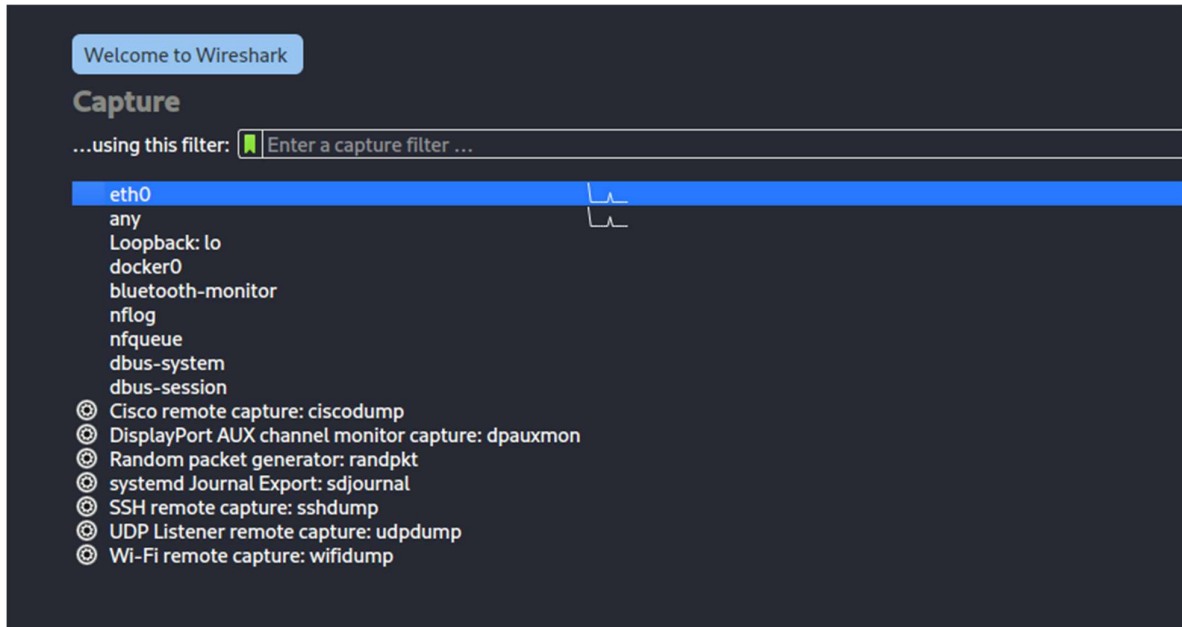 Welcome to Wireshark
Capture
...using this filter: Enter a capture filter ...
eth0
any
Loopback: lo
docker0
bluetooth-monitor
nflog
nfqueue
dbus-system
dbus-session
Cisco remote capture: ciscodump
DisplayPort AUX channel monitor capture: dpauxmon
Random packet generator: randpkt
systemd Journal Export: sdjournal
SSH remote capture: sshdump
UDP Listener remote capture: udpdump
Wi-Fi remote capture: wifidump